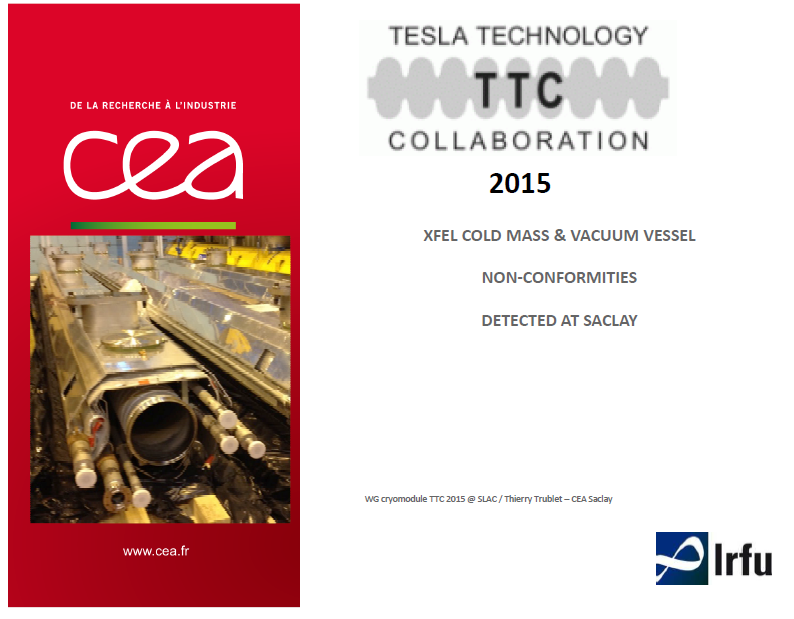 DE LA RECHERCHE À L'INDUSTRIE
cea
www.cea.fr
TESLA TECHNOLOGY
TTC
COLLABORATION
2015
XFEL COLD MASS & VACUUM VESSEL
NON-CONFORMITIES
DETECTED AT SACLAY
WG cryomodule TTC 2015 @ SLAC / Thierry Trublet – CEA Saclay
Irfu